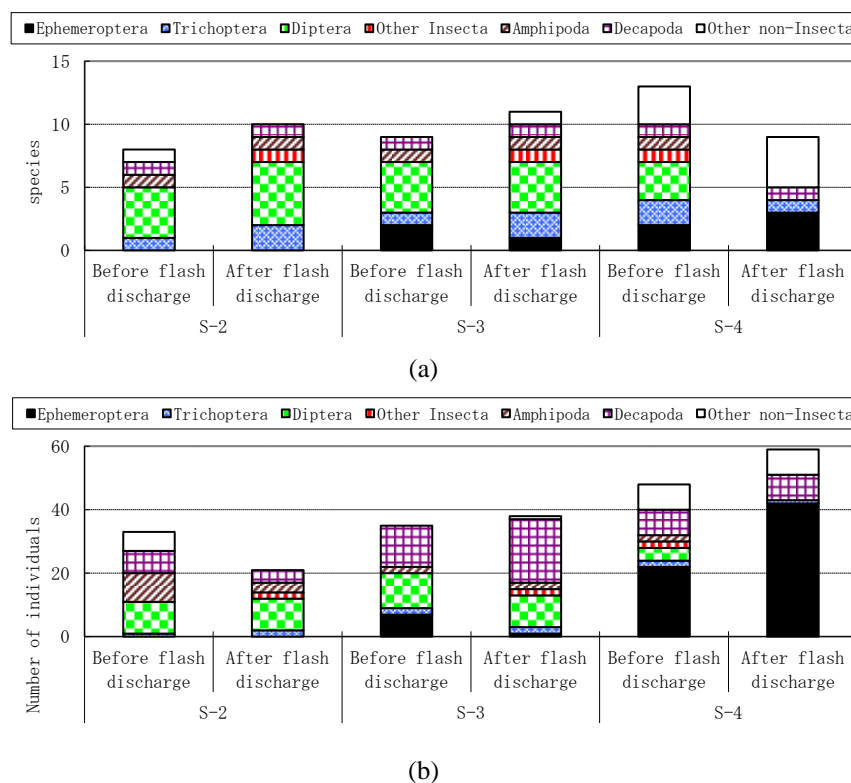 Ephemeroptera Trichoptera Diptera Other Insecta Amphipoda Decapoda Other non-Insecta
15
10
5
0
species
Before flash discharge After flash discharge Before flash discharge After flash discharge Before flash discharge After flash discharge
S-2 S-3 S-4
(a)
Ephemeroptera Trichoptera Diptera Other Insecta Amphipoda Decapoda Other non-Insecta
60
40
20
0
Number of individuals
Before flash discharge After flash discharge Before flash discharge After flash discharge Before flash discharge After flash discharge
S-2 S-3 S-4
(b)